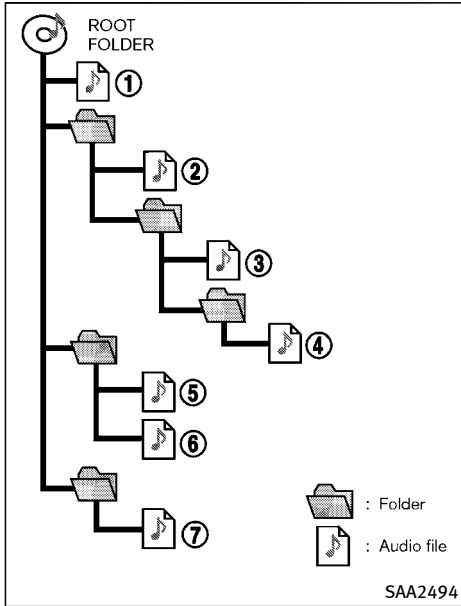 ROOT
FOLDER
①
②
③
④
⑤
⑥
⑦
: Folder
: Audio file
SAA2494